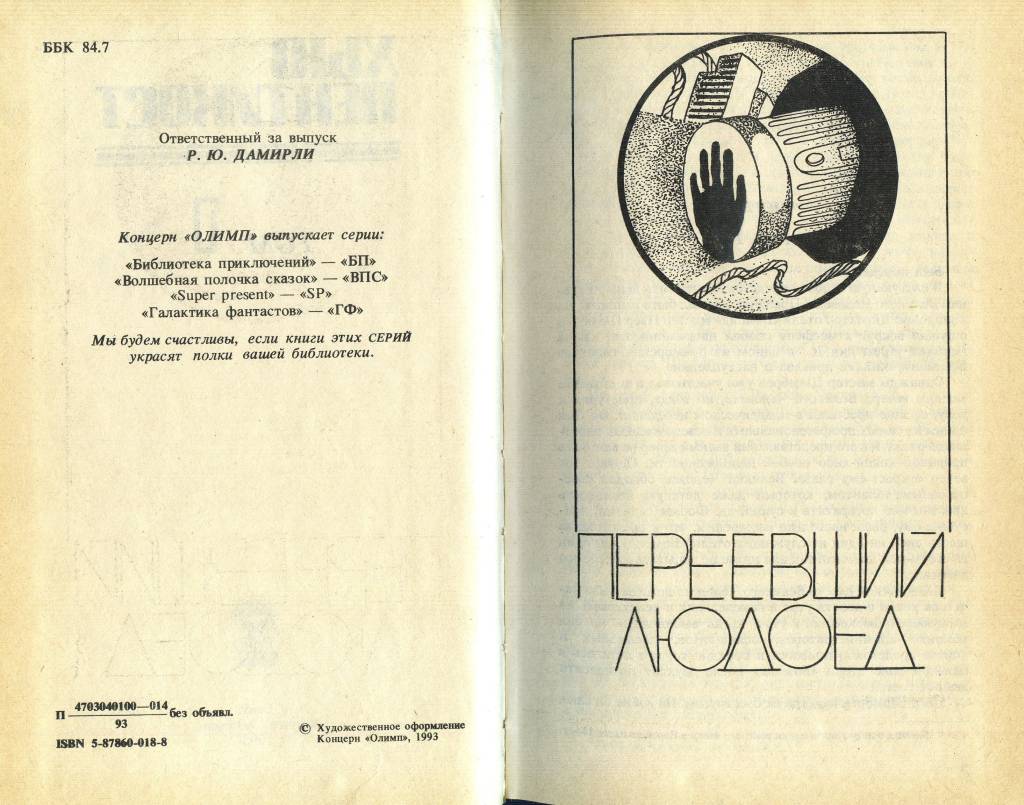 ББК 84.7
Ответственный за выпуск
Р. Ю. ДАМИРЛИ
Концерн «ОЛИМП» выпускает серии:
«Библиотека приключений» — «БП»
«Волшебная полочка сказок» — «ВПС»
«Super present» — «SP»
«Галактика фантастов» — «ГФ»
Мы будем счастливы, если книги этих СЕРИЙ
украсят полки вашей библиотеки.
П 4703040100—014
93
без объявл.
ISBN 5-87860-018-8
© Художественное оформление
Концерн «Олимп», 1993
ПЕРЕЕВШИЙ
ЛЮДОЕД